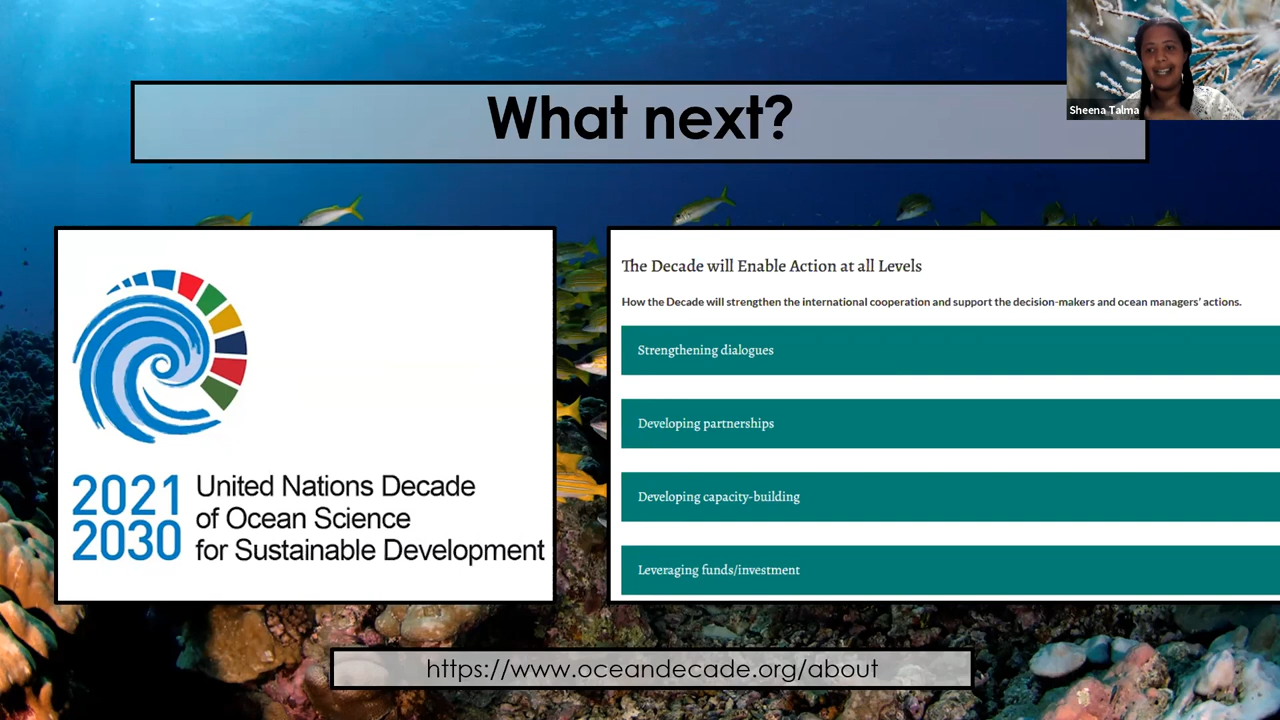 What next?
Sheena Talma
2021
2030
United Nations Decade
of Ocean Science
for Sustainable Development
The Decade will Enable Action at all Levels
How the Decade will strengthen the international cooperation and support the decision-makers and ocean managers’ actions.
Strengthening dialogues
Developing partnerships
Developing capacity-building
Leveraging funds/investment
https://www.oceandecade.org/about